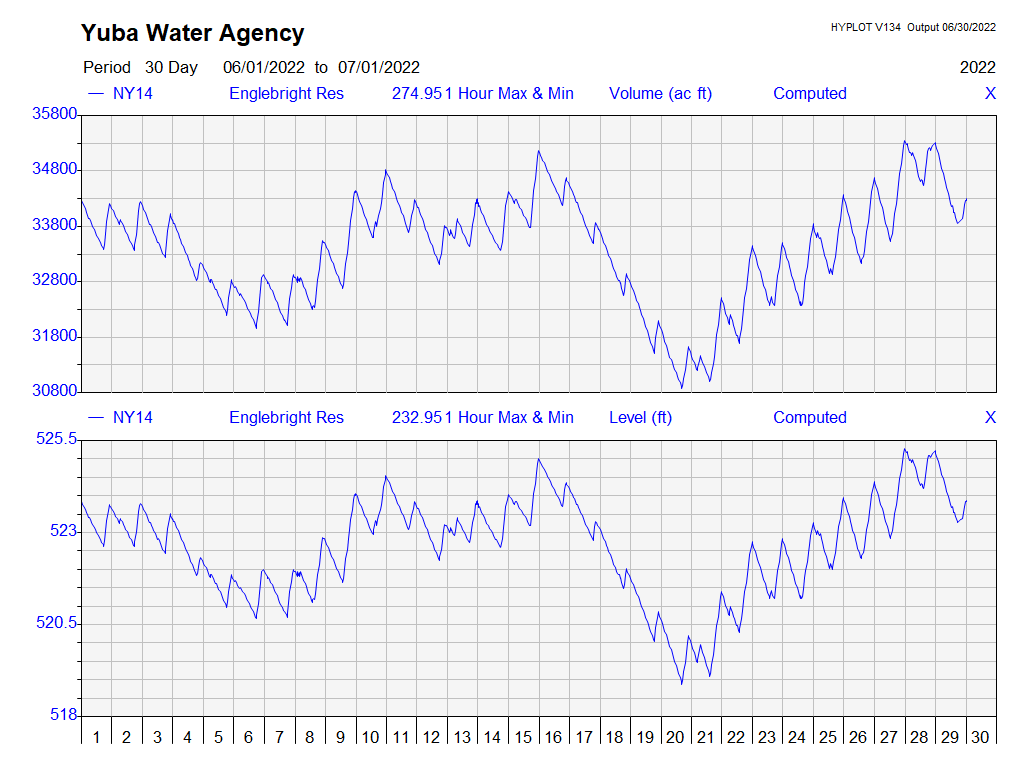 Yuba Water Agency
HYPLOT V134 Output 06/30/2022
Period 30 Day 06/01/2022 to 07/01/2022 2022
— NY14 Englebright Res 274.951 Hour Max & Min Volume (ac ft) Computed X
35800
34800
33800
32800
31800
30800
— NY14 Englebright Res 232.951 Hour Max & Min Level (ft) Computed X
525.5
523
520.5
518
1 2 3 4 5 6 7 8 9 10 11 12 13 14 15 16 17 18 19 20 21 22 23 24 25 26 27 28 29 30